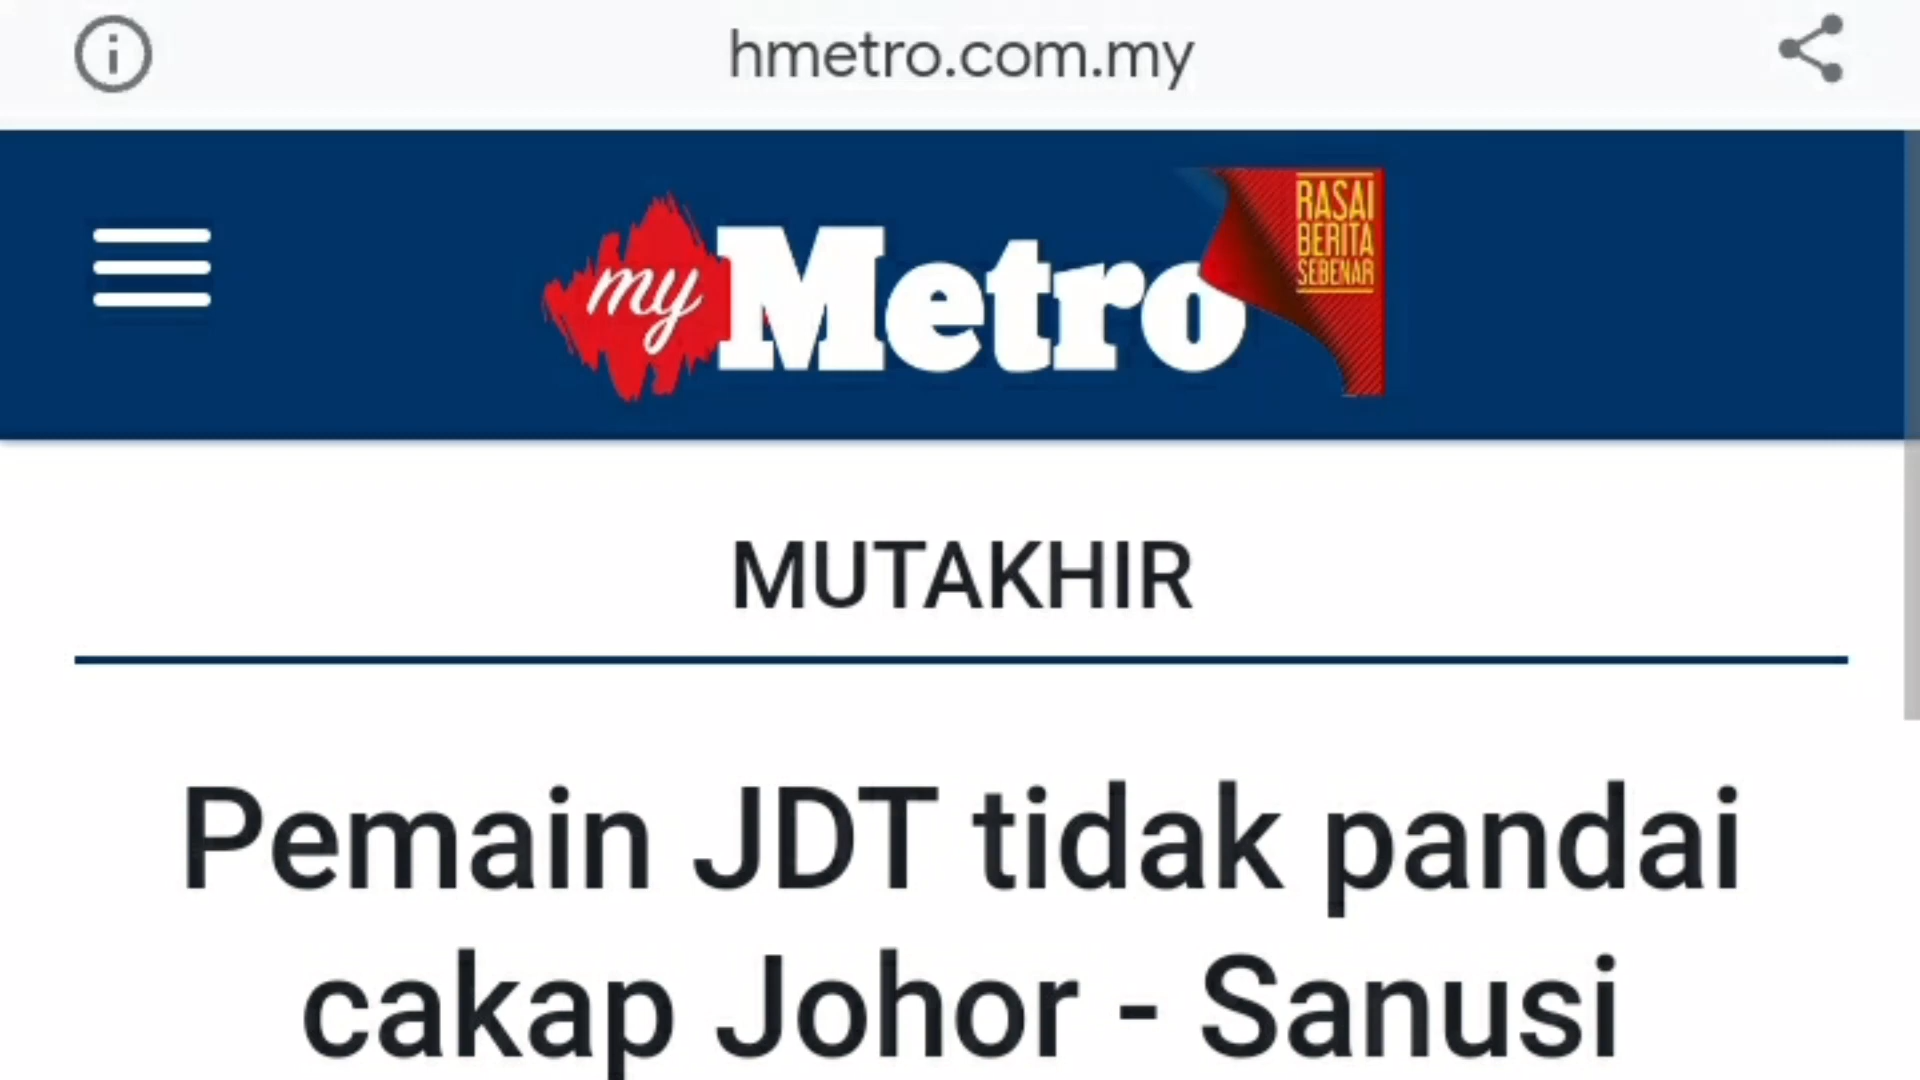 hmetro.com.my
my Metro
RASAI
BERITA
SEBENAR
MUTAKHIR
Pemain JDT tidak pandai
cakap Johor - Sanusi